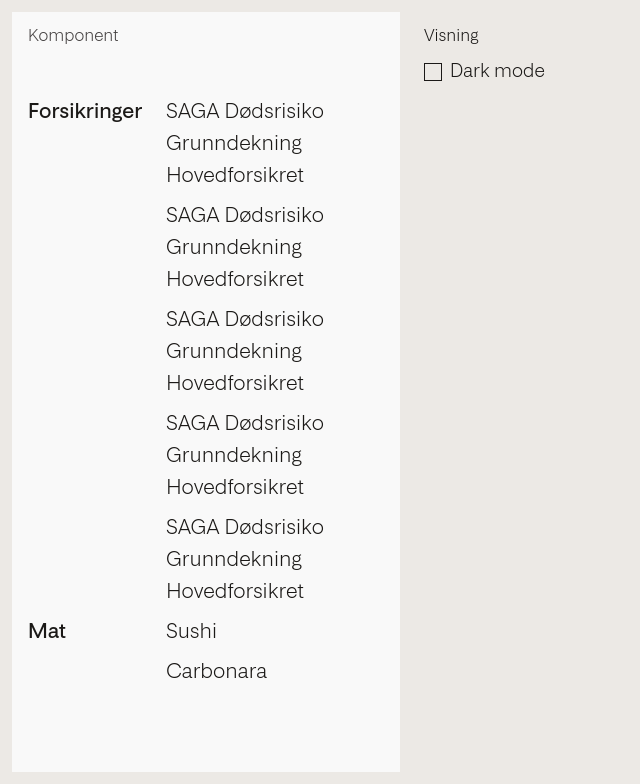 Komponent
Visning
Dark mode
Forsikringer SAGA Dødsrisiko
Grunndekning
Hovedforsikret
SAGA Dødsrisiko
Grunndekning
Hovedforsikret
SAGA Dødsrisiko
Grunndekning
Hovedforsikret
SAGA Dødsrisiko
Grunndekning
Hovedforsikret
SAGA Dødsrisiko
Grunndekning
Hovedforsikret
Mat Sushi
Carbonara